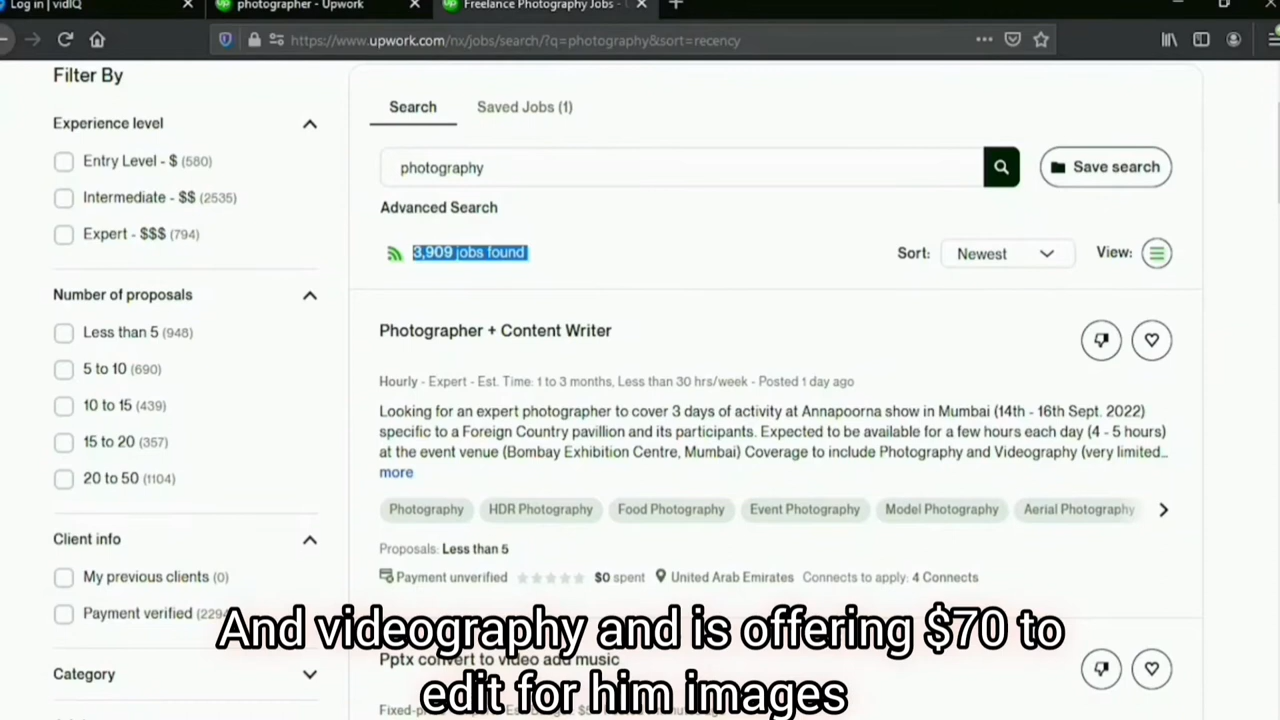 Log in | vidIQ
photographer - Upwork
Freelance Photography Jobs -
https://www.upwork.com/nx/jobs/search/?q=photography&sort=recency
Filter By
Experience level
Entry Level - $ (580)
Intermediate - $$ (2535)
Expert - $$$ (794)
Number of proposals
Less than 5 (948)
5 to 10 (690)
10 to 15 (439)
15 to 20 (357)
20 to 50 (1104)
Client info
My previous clients (0)
Payment verified (2294
Category
Search
Saved Jobs (1)
photography
Save search
Advanced Search
3,909 jobs found
Sort:
Newest
View:
Photographer + Content Writer
Hourly - Expert - Est. Time: 1 to 3 months, Less than 30 hrs/week - Posted 1 day ago
Looking for an expert photographer to cover 3 days of activity at Annapoorna show in Mumbai (14th - 16th Sept. 2022)
specific to a Foreign Country pavillion and its participants. Expected to be available for a few hours each day (4 - 5 hours)
at the event venue (Bombay Exhibition Centre, Mumbai) Coverage to include Photography and Videography (very limited...
more
Photography
HDR Photography
Food Photography
Event Photography
Model Photography
Aerial Photography
Proposals: Less than 5
Payment unverified
$0 spent
United Arab Emirates
Connects to apply: 4 Connects
Pptx convert to video add music
And videography and is offering $70 to
edit for him images